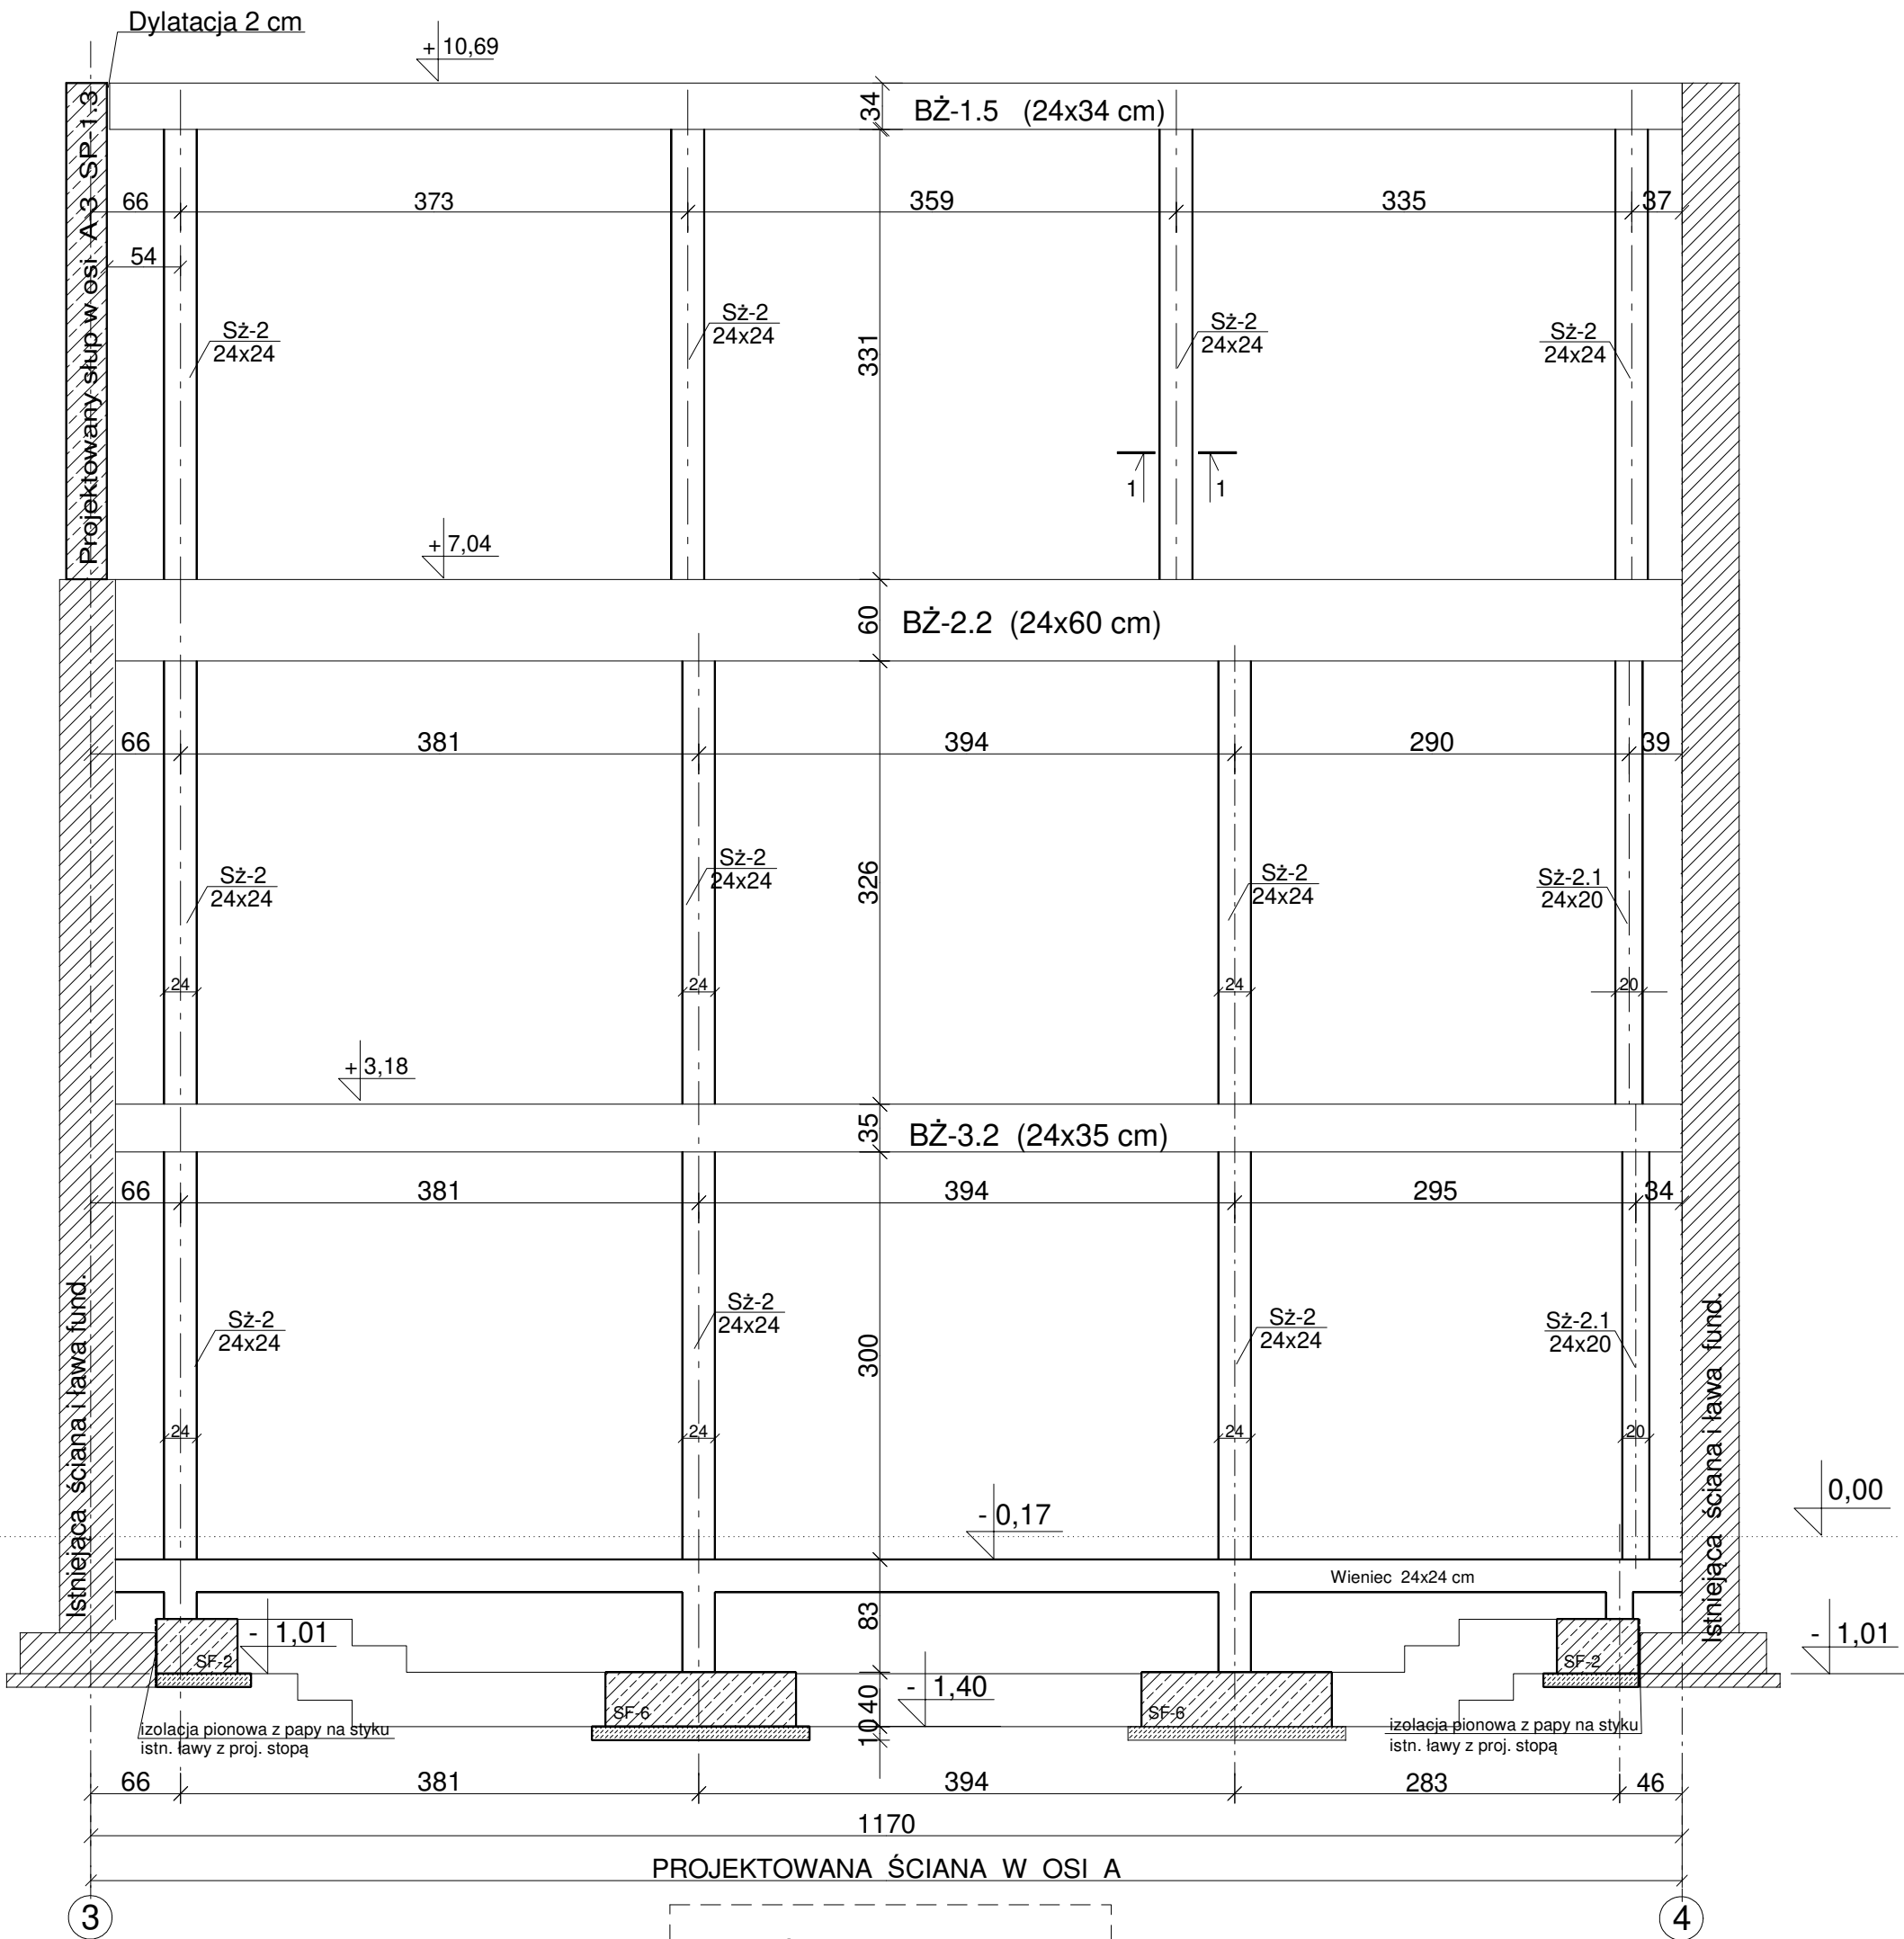 Dylatacja 2 cm
+ 10,69
34
BŻ-1.5 (24x34 cm)
Projektowany słup w osi A-3 SP-1.3
66
373
359
335
37
54
Sż-2
24x24
Sż-2
24x24
Sż-2
24x24
Sż-2
24x24
331
1
1
+ 7,04
60
BŻ-2.2 (24x60 cm)
66
381
394
290
39
Sż-2
24x24
Sż-2
24x24
Sż-2
24x24
Sż-2.1
24x20
326
24
24
24
20
+ 3,18
35
BŻ-3.2 (24x35 cm)
66
381
394
295
34
Istniejąca ściana i ława fund.
Sż-2
24x24
Sż-2
24x24
Sż-2
24x24
Sż-2.1
24x20
Istniejąca ściana i ława fund.
300
24
24
24
20
0,00
- 0,17
Wieniec 24x24 cm
83
- 1,01
- 1,01
SF-2
SF-2
- 1,40
40
10
SF-6
SF-6
izolacja pionowa z papy na styku
istn. ławy z proj. stopą
izolacja pionowa z papy na styku
istn. ławy z proj. stopą
66
381
394
283
46
1170
PROJEKTOWANA ŚCIANA W OSI A
3
4